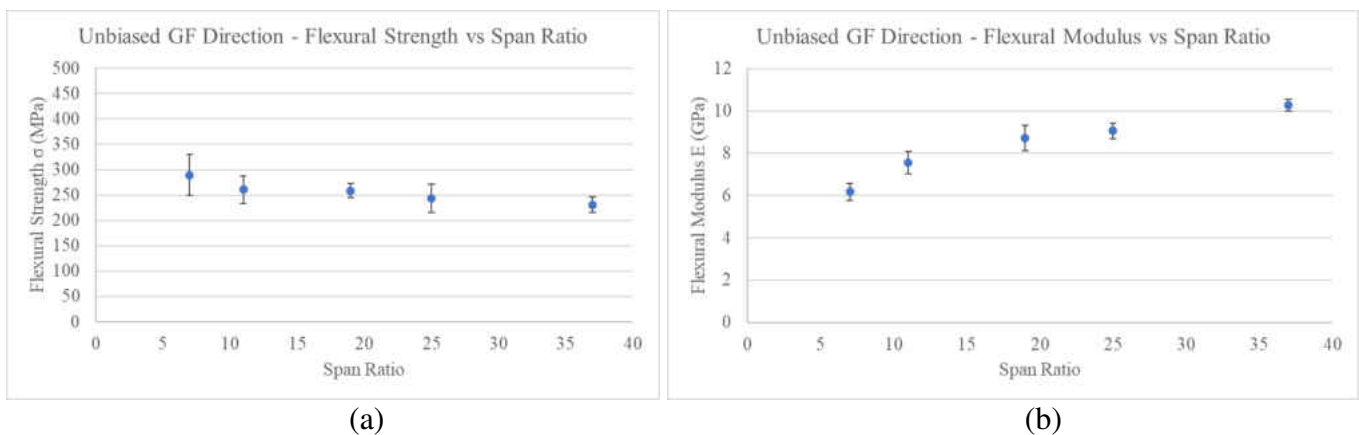 Unbiased GF Direction - Flexural Strength vs Span Ratio
500
450
400
350
300
250
200
150
100
50
0
Flexural Strength σ (MPa)
0 5 10 15 20 25 30 35 40
Span Ratio
(a)
Unbiased GF Direction - Flexural Modulus vs Span Ratio
12
10
8
6
4
2
0
Flexural Modulus E (GPa)
0 5 10 15 20 25 30 35 40
Span Ratio
(b)